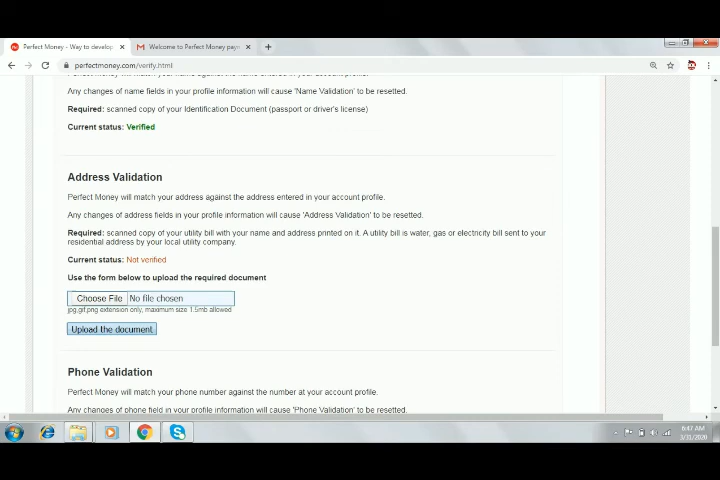 Perfect Money - Way to develop
Welcome to Perfect Money pay
perfectmoney.com/verify.html
Any changes of name fields in your profile information will cause 'Name Validation' to be resetted.
Required: scanned copy of your Identification Document (passport or driver's license)
Current status: Verified
Address Validation
Perfect Money will match your address against the address entered in your account profile.
Any changes of address fields in your profile information will cause 'Address Validation' to be resetted.
Required: scanned copy of your utility bill with your name and address printed on it. A utility bill is water, gas or electricity bill sent to your
residential address by your local utility company.
Current status: Not verified
Use the form below to upload the required document
Choose File No file chosen
jpg,gif,png extension only, maximum size 1.5mb allowed
Upload the document
Phone Validation
Perfect Money will match your phone number against the number at your account profile.
Any changes of phone field in your profile information will cause 'Phone Validation' to be resetted.
6:47 AM
3/31/2020